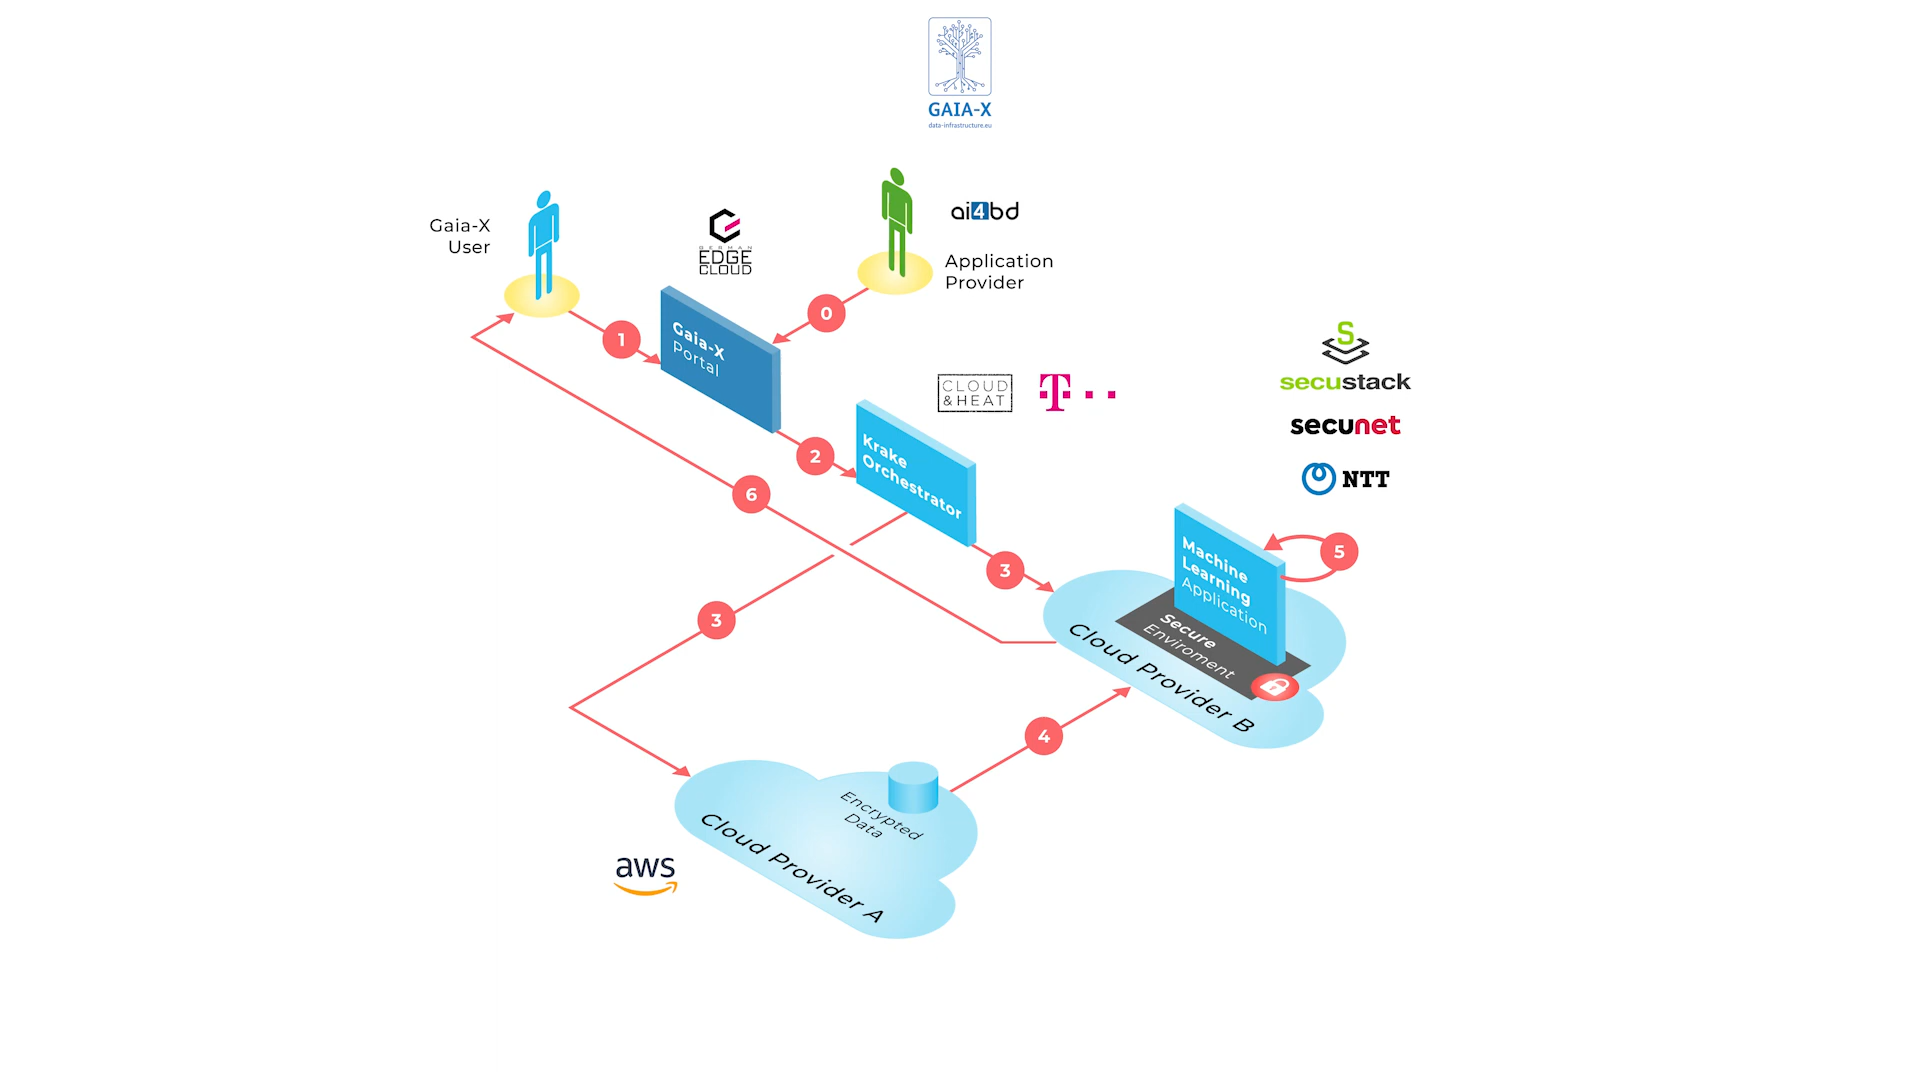 GAIA-X
data-infrastructure.eu
ai4bd
Gaia-X
User
GERMAN
EDGE
CLOUD
Application
Provider
0
1
Gaia-X
Portal
CLOUD
& HEAT
T
S
secustack
secunet
NTT
Krake
Orchestrator
2
6
3
5
Machine
Learning
Application
Secure
Enviroment
Cloud Provider B
3
4
Encrypted
Data
Cloud Provider A
aws